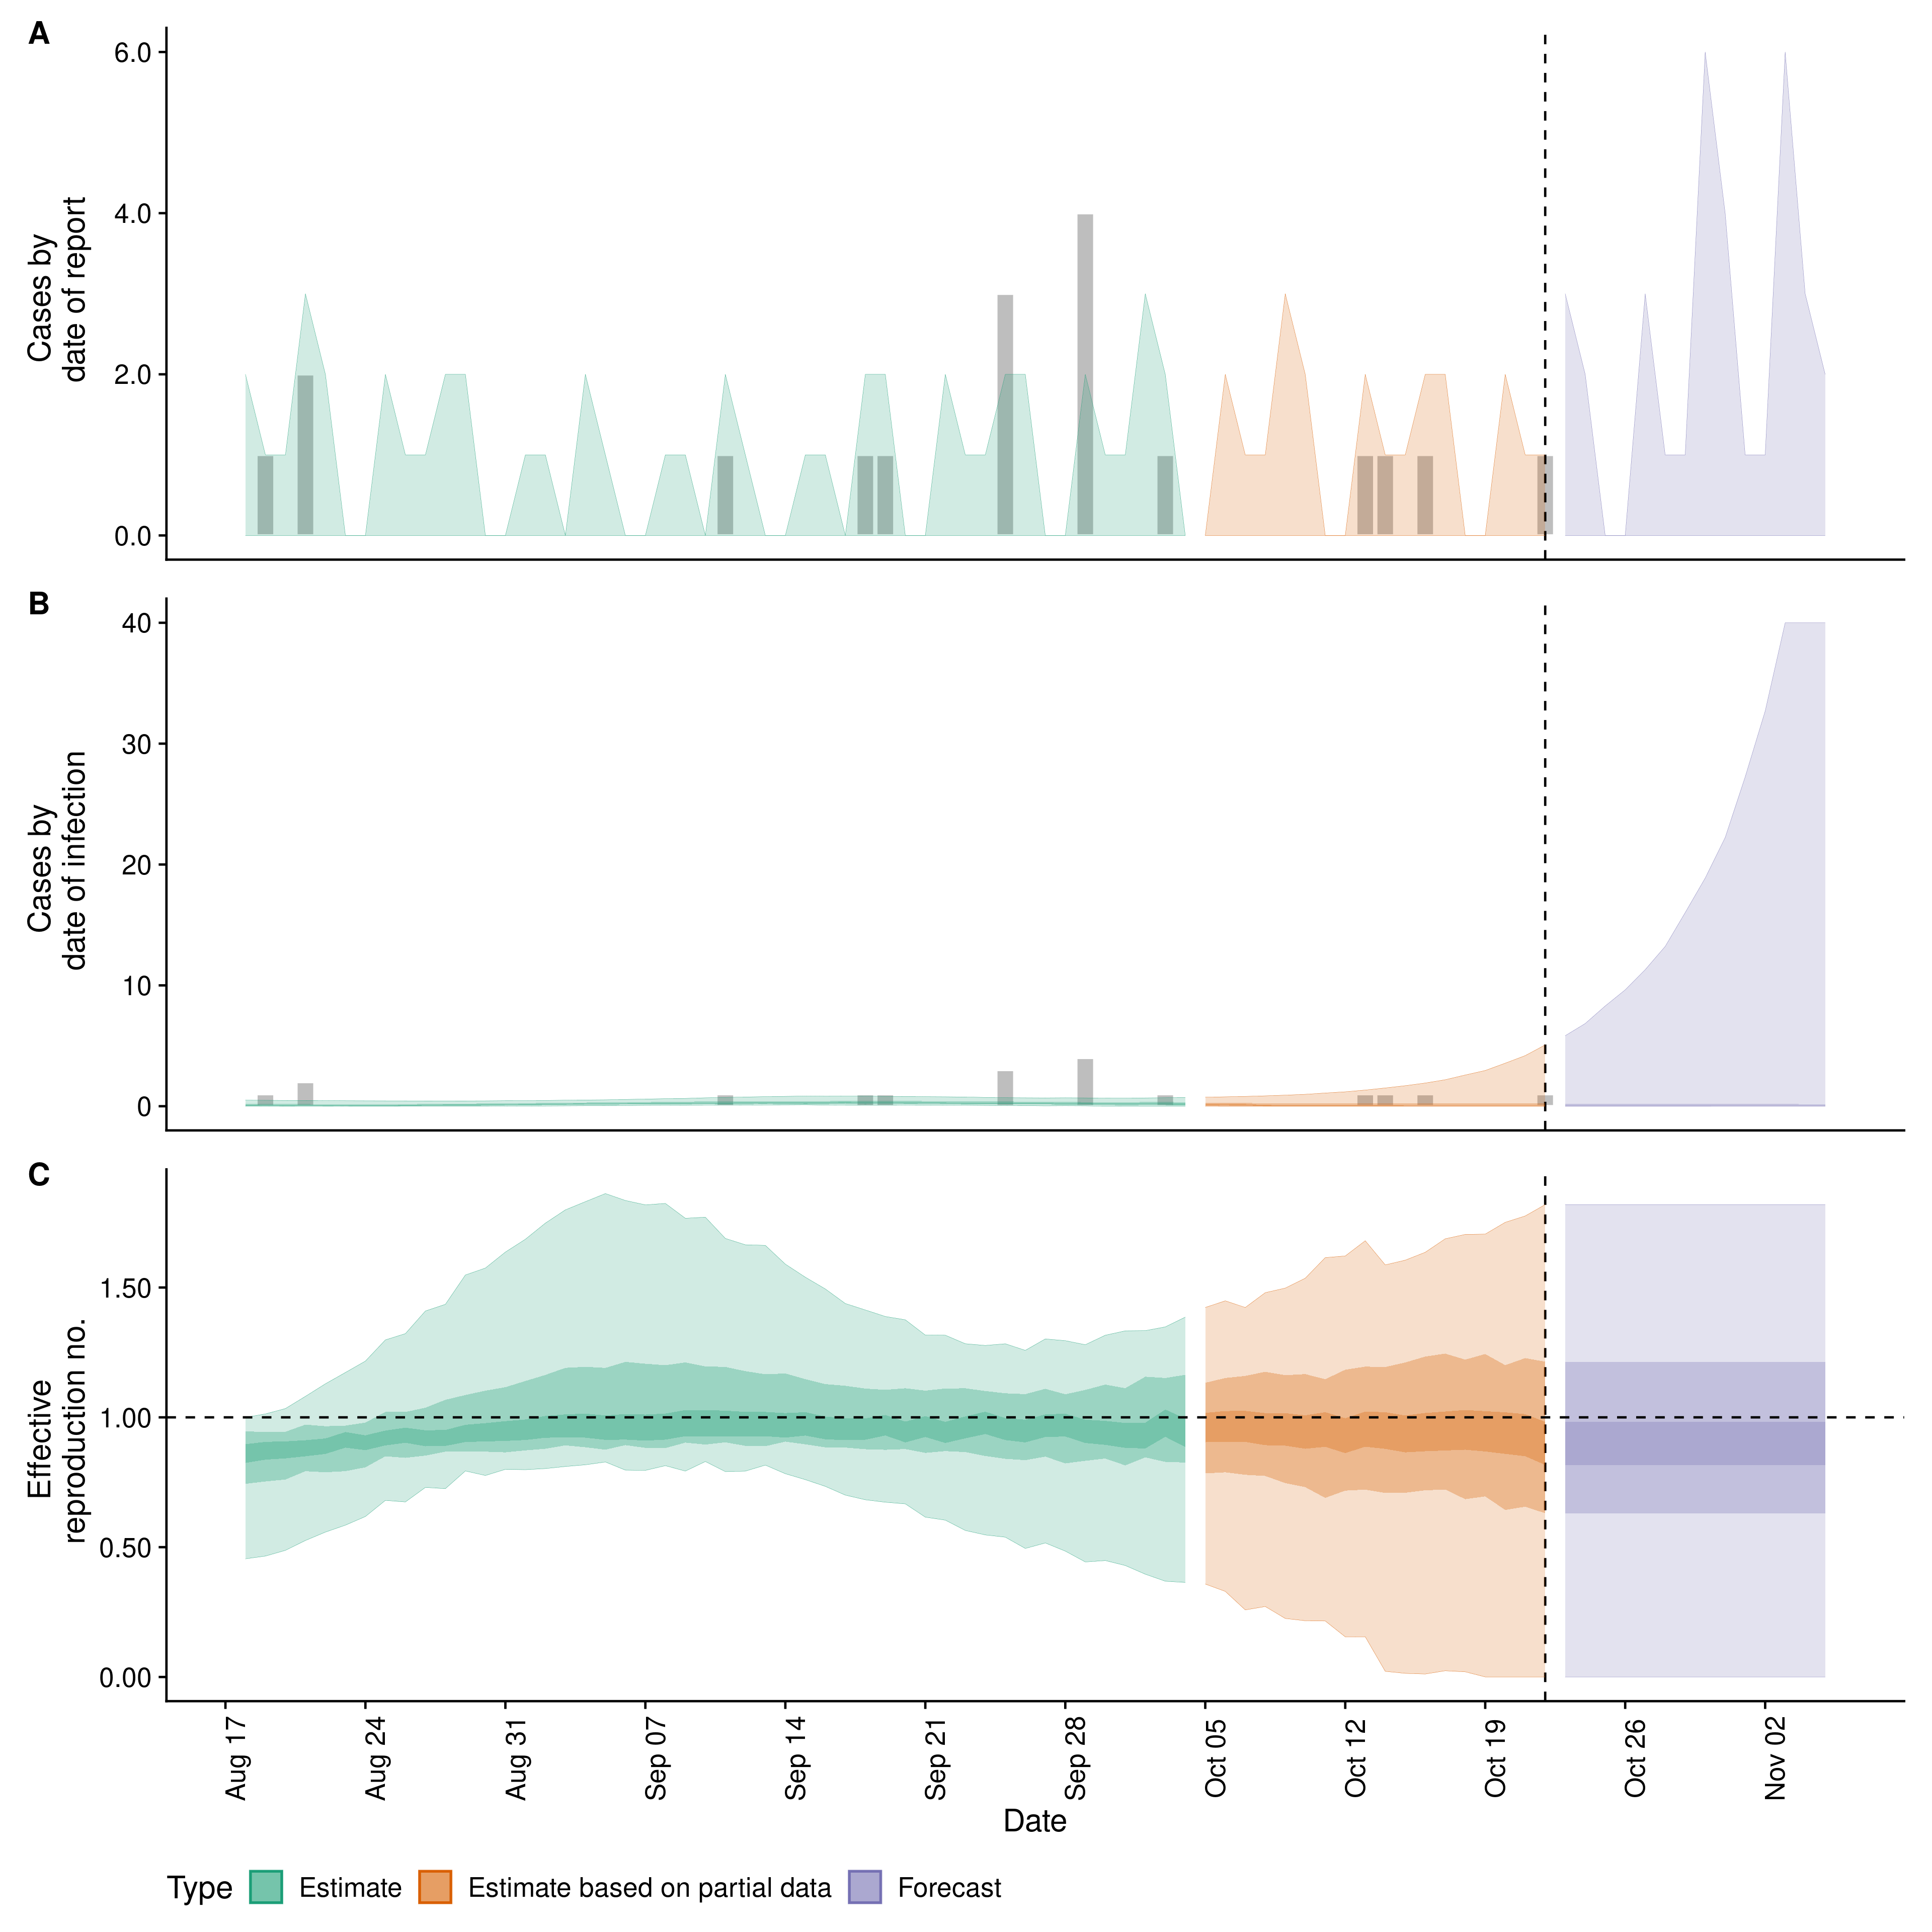 A
6.0
4.0
2.0
0.0
Cases by
date of report
B
40
30
20
10
0
Cases by
date of infection
C
1.50
1.00
0.50
0.00
Effective
reproduction no.
Aug 17
Aug 24
Aug 31
Sep 07
Sep 14
Sep 21
Sep 28
Oct 05
Oct 12
Oct 19
Oct 26
Nov 02
Date
Type Estimate Estimate based on partial data Forecast